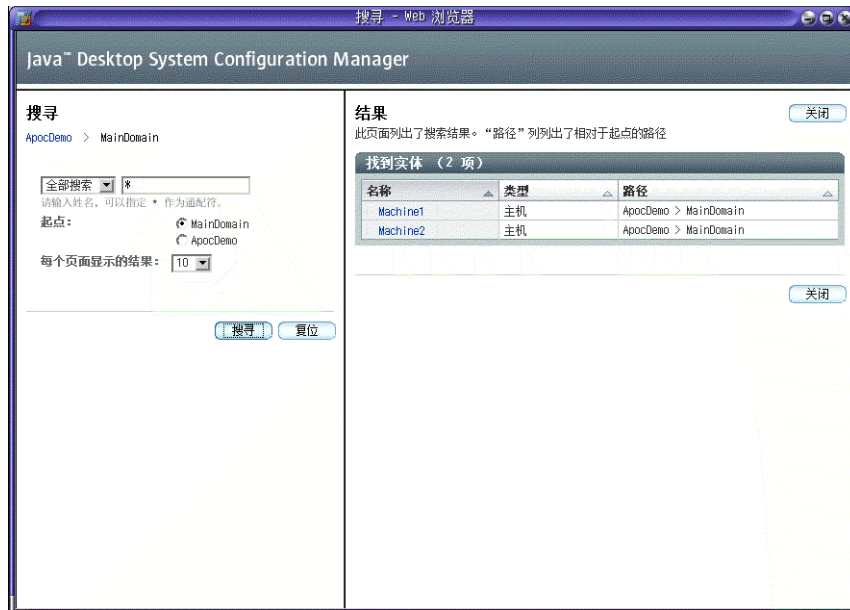 搜寻 - Web 浏览器
Java™ Desktop System Configuration Manager
搜寻
ApocDemo > MainDomain
全部搜索 *
请输入姓名，可以指定 * 作为通配符。
起点：
MainDomain
ApocDemo
每个页面显示的结果： 10
搜寻 复位
结果
关闭
此页面列出了搜索结果。“路径”列列出了相对于起点的路径
找到实体 （2 项）
名称 类型 路径
Machine1 主机 ApocDemo > MainDomain
Machine2 主机 ApocDemo > MainDomain
关闭